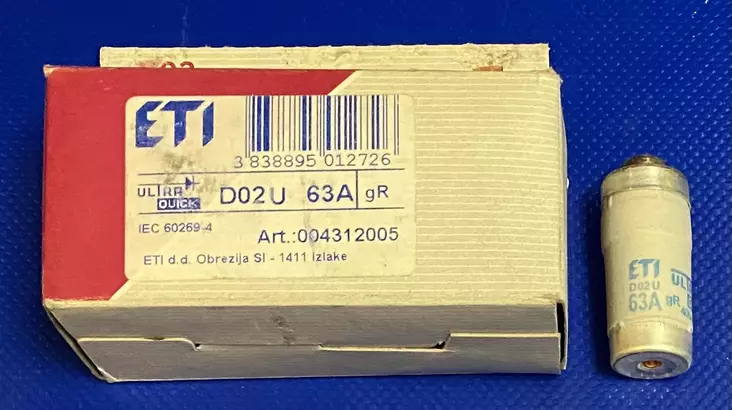 ETI
3 838895 012726
ULTRA QUICK D02U 63A gR
IEC 60269-4
Art.:004312005
ETI d.d. Obrezija SI - 1411 Izlake
ETI
D02U
63A gR